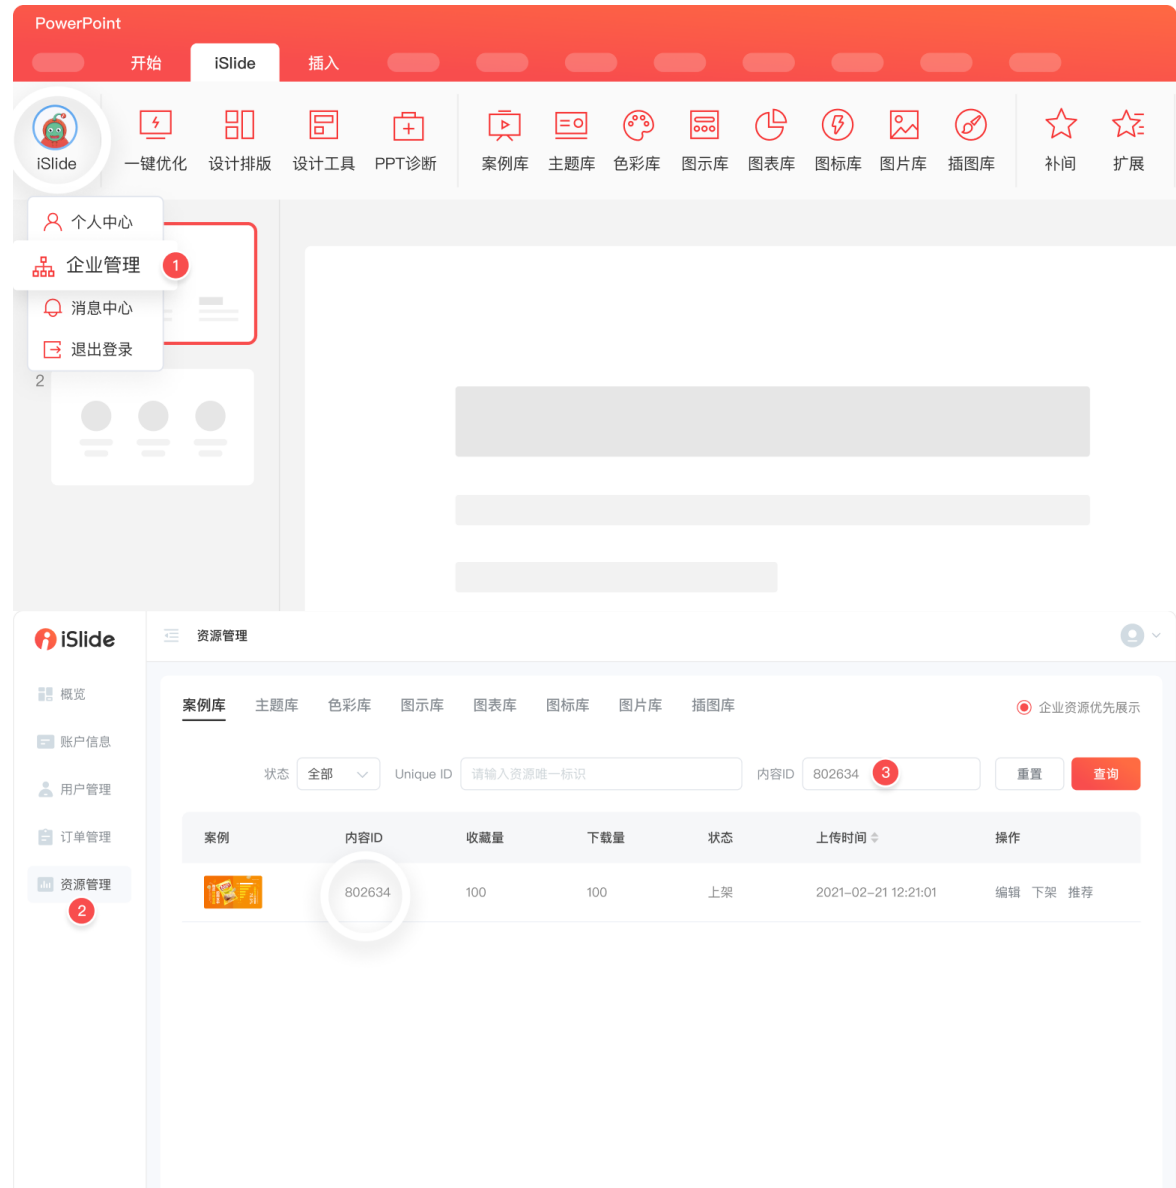 PowerPoint
开始 iSlide 插入
iSlide 一键优化 设计排版 设计工具 PPT诊断 案例库 主题库 色彩库 图示库 图表库 图标库 图片库 插图库 补间 扩展
个人中心
企业管理 1
消息中心
退出登录
2
iSlide 资源管理
概览
账户信息
用户管理
订单管理
资源管理
2
案例库 主题库 色彩库 图示库 图表库 图标库 图片库 插图库 企业资源优先展示
状态 全部 Unique ID 请输入资源唯一标识 内容ID 802634 3 重置 查询
案例 内容ID 收藏量 下载量 状态 上传时间 操作
802634 100 100 上架 2021-02-21 12:21:01 编辑 下架 推荐